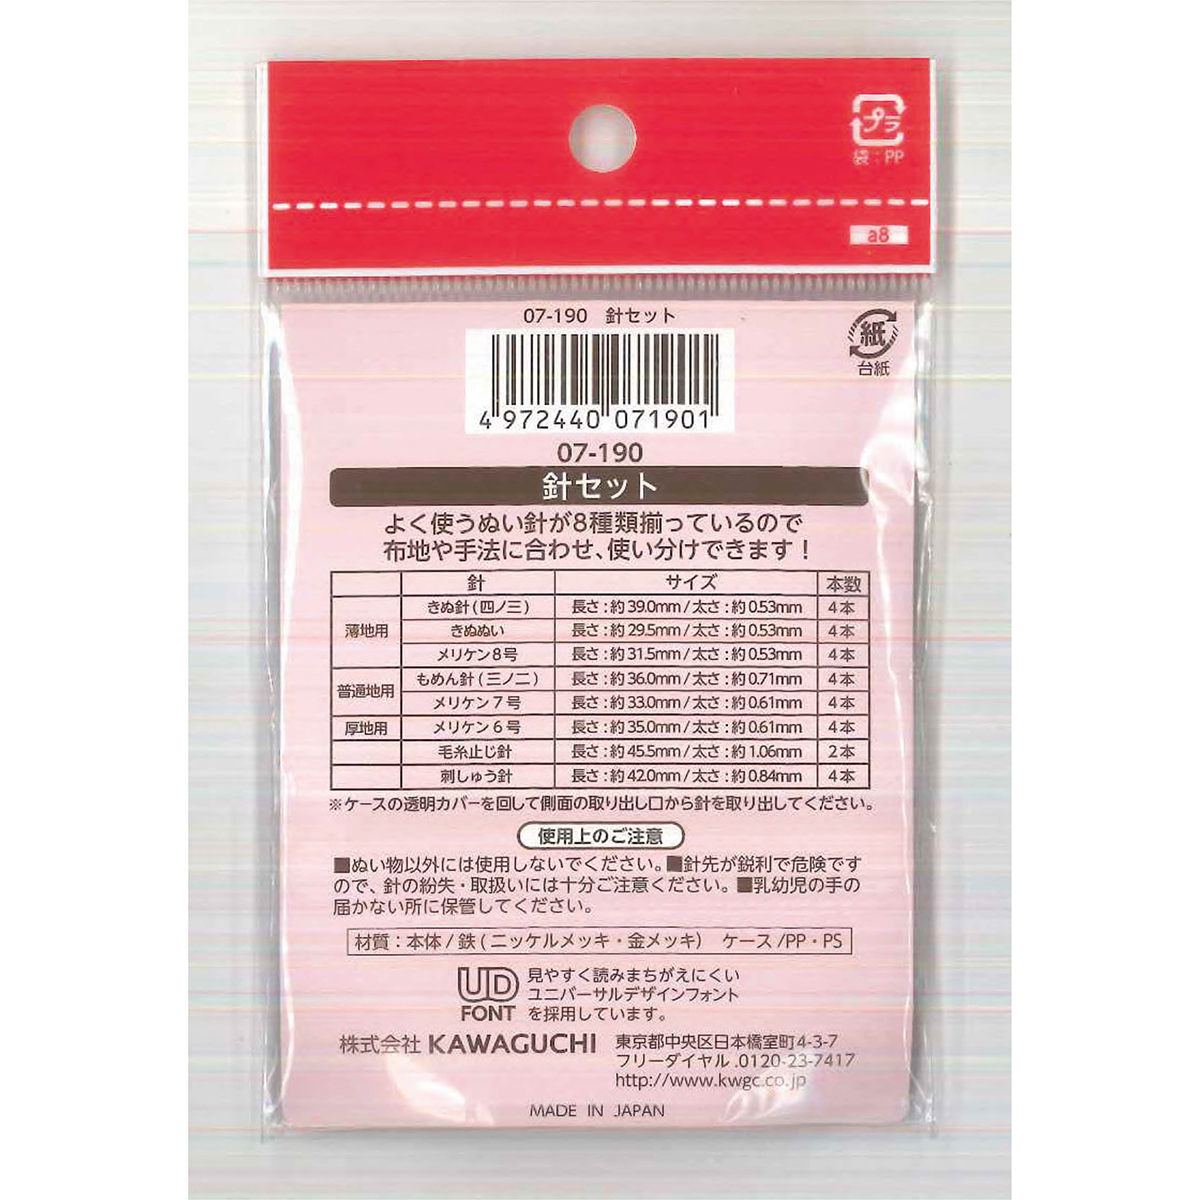 プラ
袋：PP
a8
07-190 針セット
紙
台紙
4 972440 071901
07-190
針セット
よく使うぬい針が8種類揃っているので
布地や手法に合わせ、使い分けできます！
針 サイズ 本数
薄地用 きぬ針(四ノ三) 長さ：約39.0mm/太さ：約0.53mm 4本
きぬぬい 長さ：約29.5mm/太さ：約0.53mm 4本
メリケン8号 長さ：約31.5mm/太さ：約0.53mm 4本
普通地用 もめん針(三ノ二) 長さ：約36.0mm/太さ：約0.71mm 4本
メリケン7号 長さ：約33.0mm/太さ：約0.61mm 4本
厚地用 メリケン6号 長さ：約35.0mm/太さ：約0.61mm 4本
毛糸止じ針 長さ：約45.5mm/太さ：約1.06mm 2本
刺しゅう針 長さ：約42.0mm/太さ：約0.84mm 4本
※ケースの透明カバーを回して側面の取り出し口から針を取り出してください。
使用上のご注意
■ぬい物以外には使用しないでください。■針先が鋭利で危険です
ので、針の紛失・取扱いには十分ご注意ください。■乳幼児の手の
届かない所に保管してください。
材質：本体/鉄(ニッケルメッキ・金メッキ) ケース/PP・PS
UD FONT
見やすく読みまちがえにくい
ユニバーサルデザインフォント
を採用しています。
株式会社 KAWAGUCHI 東京都中央区日本橋室町4-3-7
フリーダイヤル.0120-23-7417
http://www.kwgc.co.jp
MADE IN JAPAN